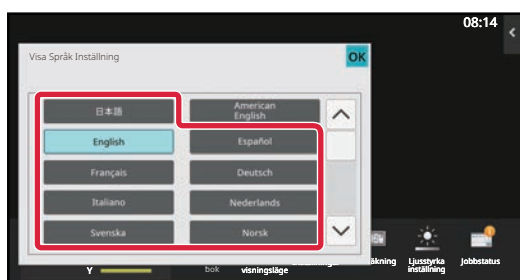 08:14
Visa Språk Inställning
OK
日本語
American
English
English
Español
Français
Deutsch
Italiano
Nederlands
Svenska
Norsk
Y
bok
visningsläge
Ljusstyrka
inställning
Jobbstatus